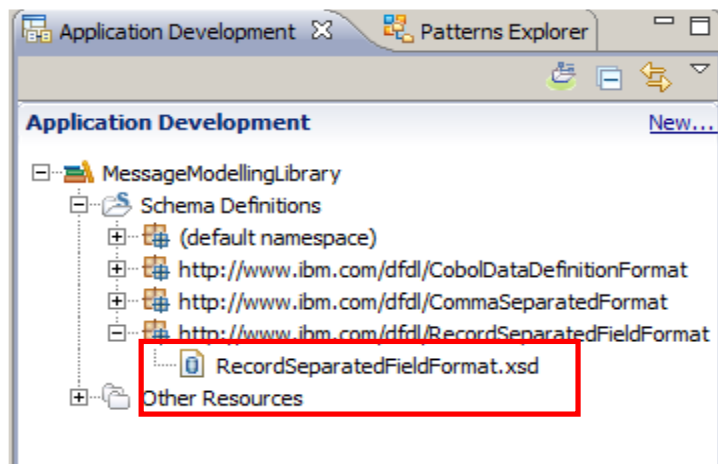 Application Development Patterns Explorer
Application Development New...
MessageModellingLibrary
Schema Definitions
(default namespace)
http://www.ibm.com/dfdl/CobolDataDefinitionFormat
http://www.ibm.com/dfdl/CommaSeparatedFormat
http://www.ibm.com/dfdl/RecordSeparatedFieldFormat
RecordSeparatedFieldFormat.xsd
Other Resources